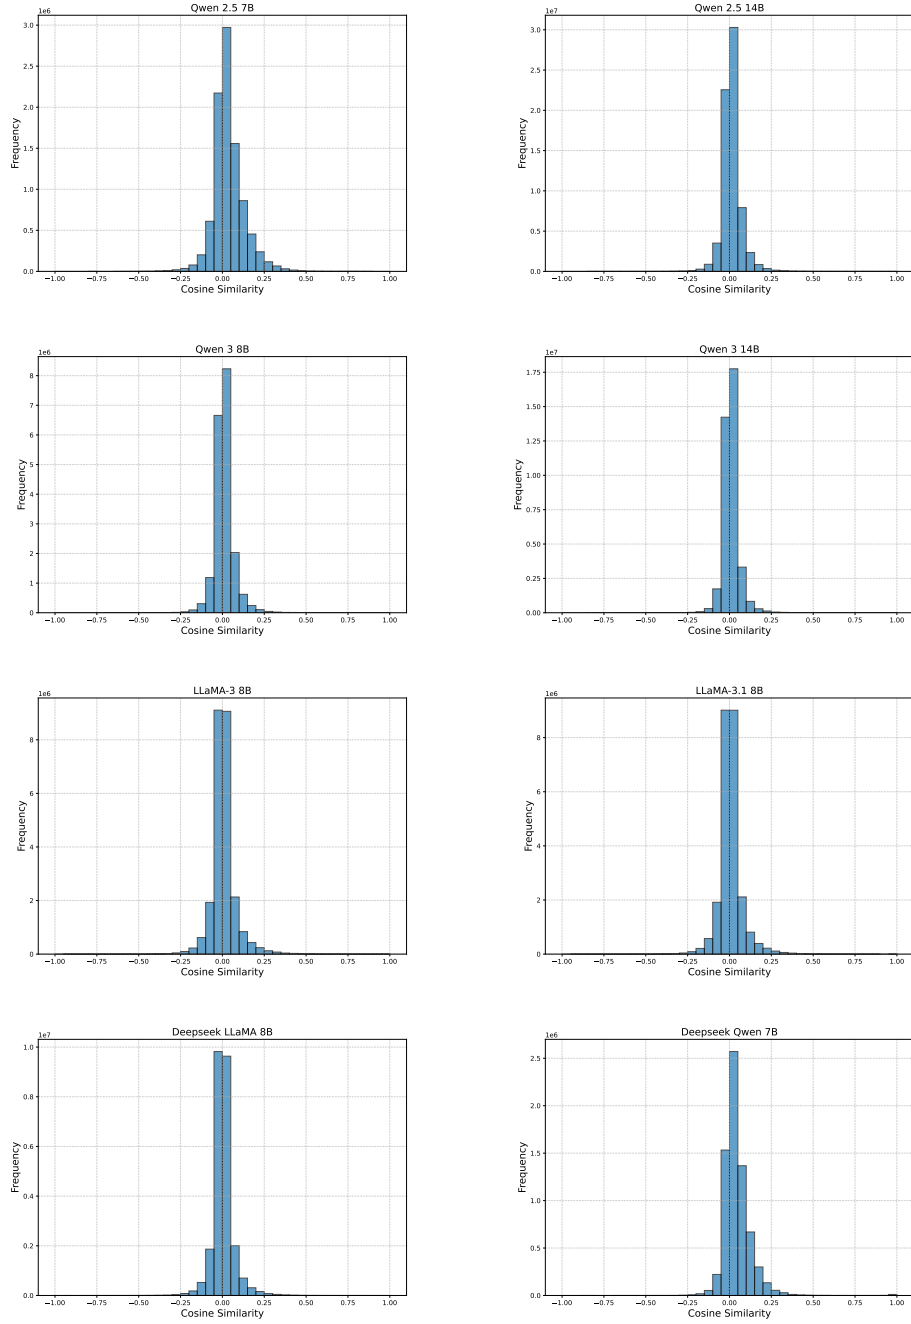 Qwen 2.5 7B
1e6
3.0
2.5
2.0
1.5
1.0
0.5
0.0
Frequency
−1.00 −0.75 −0.50 −0.25 0.00 0.25 0.50 0.75 1.00
Cosine Similarity
Qwen 2.5 14B
1e7
3.0
2.5
2.0
1.5
1.0
0.5
0.0
Frequency
−1.00 −0.75 −0.50 −0.25 0.00 0.25 0.50 0.75 1.00
Cosine Similarity
Qwen 3 8B
1e6
8
7
6
5
4
3
2
1
0
Frequency
−1.00 −0.75 −0.50 −0.25 0.00 0.25 0.50 0.75 1.00
Cosine Similarity
Qwen 3 14B
1e7
1.75
1.50
1.25
1.00
0.75
0.50
0.25
0.00
Frequency
−1.00 −0.75 −0.50 −0.25 0.00 0.25 0.50 0.75 1.00
Cosine Similarity
LLaMA-3 8B
1e6
8
6
4
2
0
Frequency
−1.00 −0.75 −0.50 −0.25 0.00 0.25 0.50 0.75 1.00
Cosine Similarity
LLaMA-3.1 8B
1e6
8
6
4
2
0
Frequency
−1.00 −0.75 −0.50 −0.25 0.00 0.25 0.50 0.75 1.00
Cosine Similarity
Deepseek LLaMA 8B
1e7
1.0
0.8
0.6
0.4
0.2
0.0
Frequency
−1.00 −0.75 −0.50 −0.25 0.00 0.25 0.50 0.75 1.00
Cosine Similarity
Deepseek Qwen 7B
1e6
2.5
2.0
1.5
1.0
0.5
0.0
Frequency
−1.00 −0.75 −0.50 −0.25 0.00 0.25 0.50 0.75 1.00
Cosine Similarity